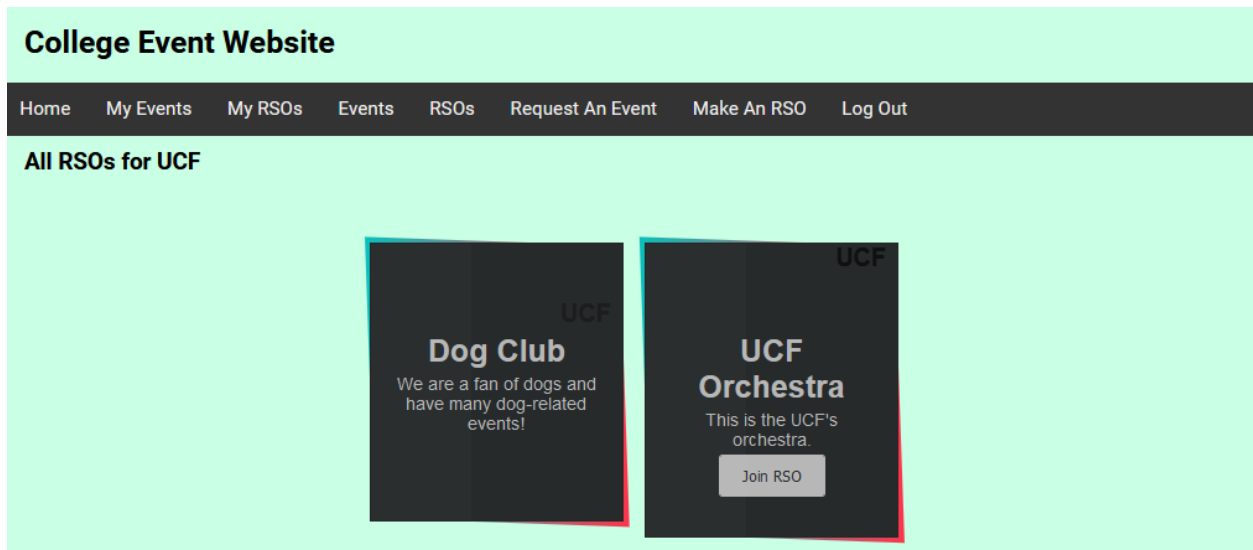 College Event Website
Home My Events My RSOs Events RSOs Request An Event Make An RSO Log Out
All RSOs for UCF
UCF
Dog Club
We are a fan of dogs and
have many dog-related
events!
UCF
UCF
Orchestra
This is the UCF's
orchestra.
Join RSO